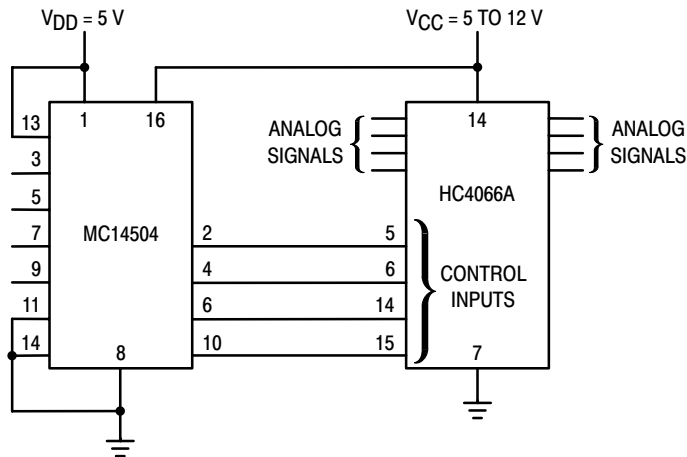 VDD = 5 V
VCC = 5 TO 12 V
13
1
16
14
3
5
7
9
11
14
MC14504
8
2
4
6
10
ANALOG
SIGNALS
ANALOG
SIGNALS
HC4066A
5
6
14
15
CONTROL
INPUTS
7